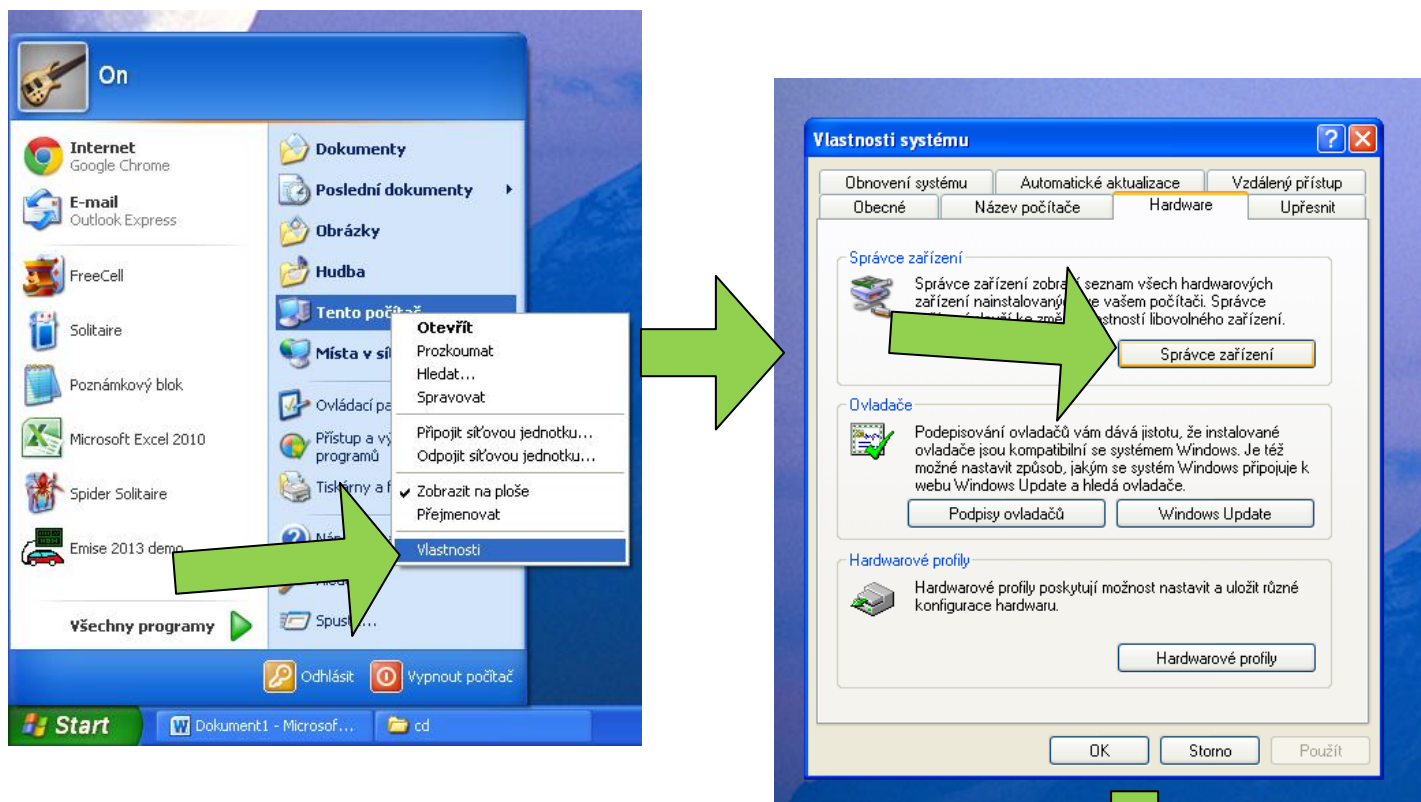 On
Internet
Google Chrome
E-mail
Outlook Express
FreeCell
Solitaire
Poznámkový blok
Microsoft Excel 2010
Spider Solitaire
Emise 2013 demo
Všechny programy
Dokumenty
Poslední dokumenty
Obrázky
Hudba
Tento počítač
Místa v sí
Ovládací pa
Přístup a vý
programů
Tiskárny a f
Spus
Otevřít
Prozkoumat
Hledat...
Spravovat
Připojit síťovou jednotku...
Odpojit síťovou jednotku...
Zobrazit na ploše
Přejmenovat
Vlastnosti
Odhlásit
Vypnout počítač
Start
Dokument1 - Microsof...
cd
Vlastnosti systému
Obnovení systému
Automatické aktualizace
Vzdálený přístup
Obecné
Název počítače
Hardware
Upřesnit
Správce zařízení
Správce zařízení zobrazí seznam všech hardwarových
zařízení nainstalovaných ve vašem počítači. Správce
ke změ stností libovolného zařízení.
Správce zařízení
Ovladače
Podepisování ovladačů vám dává jistotu, že instalované
ovladače jsou kompatibilní se systémem Windows. Je též
možné nastavit způsob, jakým se systém Windows připojuje k
webu Windows Update a hledá ovladače.
Podpisy ovladačů
Windows Update
Hardwarové profily
Hardwarové profily poskytují možnost nastavit a uložit různé
konfigurace hardwaru.
Hardwarové profily
OK
Storno
Použít